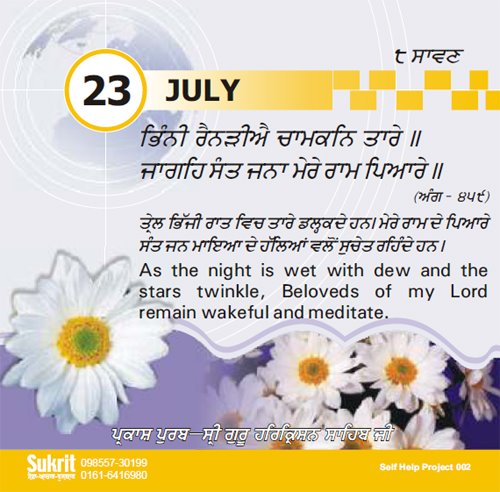 ੮ ਸਾਵਣ
23 JULY
ਭਿੰਨੀ ਰੈਨੜੀਐ ਚਾਮਕਨਿ ਤਾਰੇ ॥
ਜਾਗਹਿ ਸੰਤ ਜਨਾ ਮੇਰੇ ਰਾਮ ਪਿਆਰੇ ॥
(ਅੰਗ - ੪੫੯)
ਤ੍ਰੇਲ ਭਿੱਜੀ ਰਾਤ ਵਿਚ ਤਾਰੇ ਡਲ੍ਹਕਦੇ ਹਨ। ਮੇਰੇ ਰਾਮ ਦੇ ਪਿਆਰੇ
ਸੰਤ ਜਨ ਮਾਇਆ ਦੇ ਹੱਲਿਆਂ ਵਲੋਂ ਸੁਚੇਤ ਰਹਿੰਦੇ ਹਨ।
As the night is wet with dew and the
stars twinkle, Beloveds of my Lord
remain wakeful and meditate.
ਪ੍ਰਕਾਸ਼ ਪੁਰਬ–ਸ੍ਰੀ ਗੁਰੂ ਹਰਿਕ੍ਰਿਸ਼ਨ ਸਾਹਿਬ ਜੀ
Sukrit 098557-30199
0161-6416980
Self Help Project 002